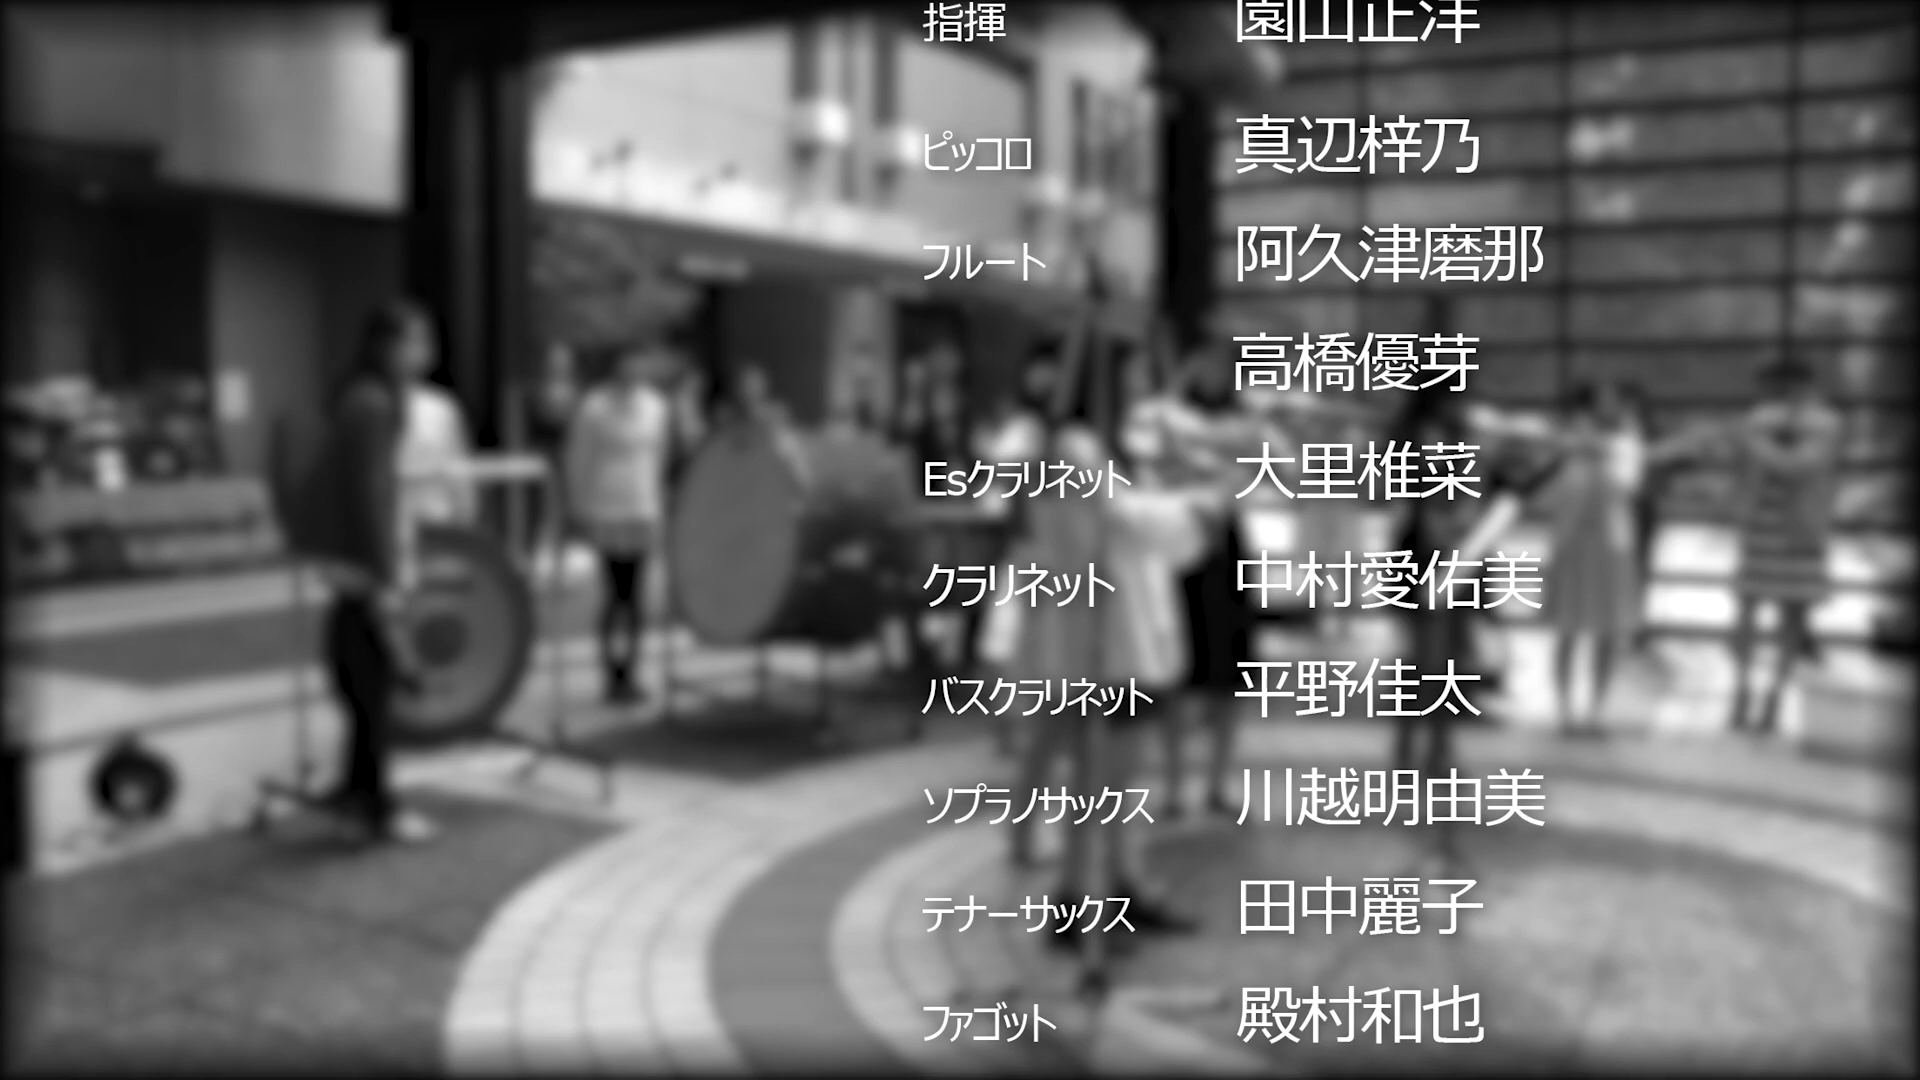 指揮 園山正洋
ピッコロ 真辺梓乃
フルート 阿久津磨那
高橋優芽
Esクラリネット 大里椎菜
クラリネット 中村愛佑美
バスクラリネット 平野佳太
ソプラノサックス 川越明由美
テナーサックス 田中麗子
ファゴット 殿村和也